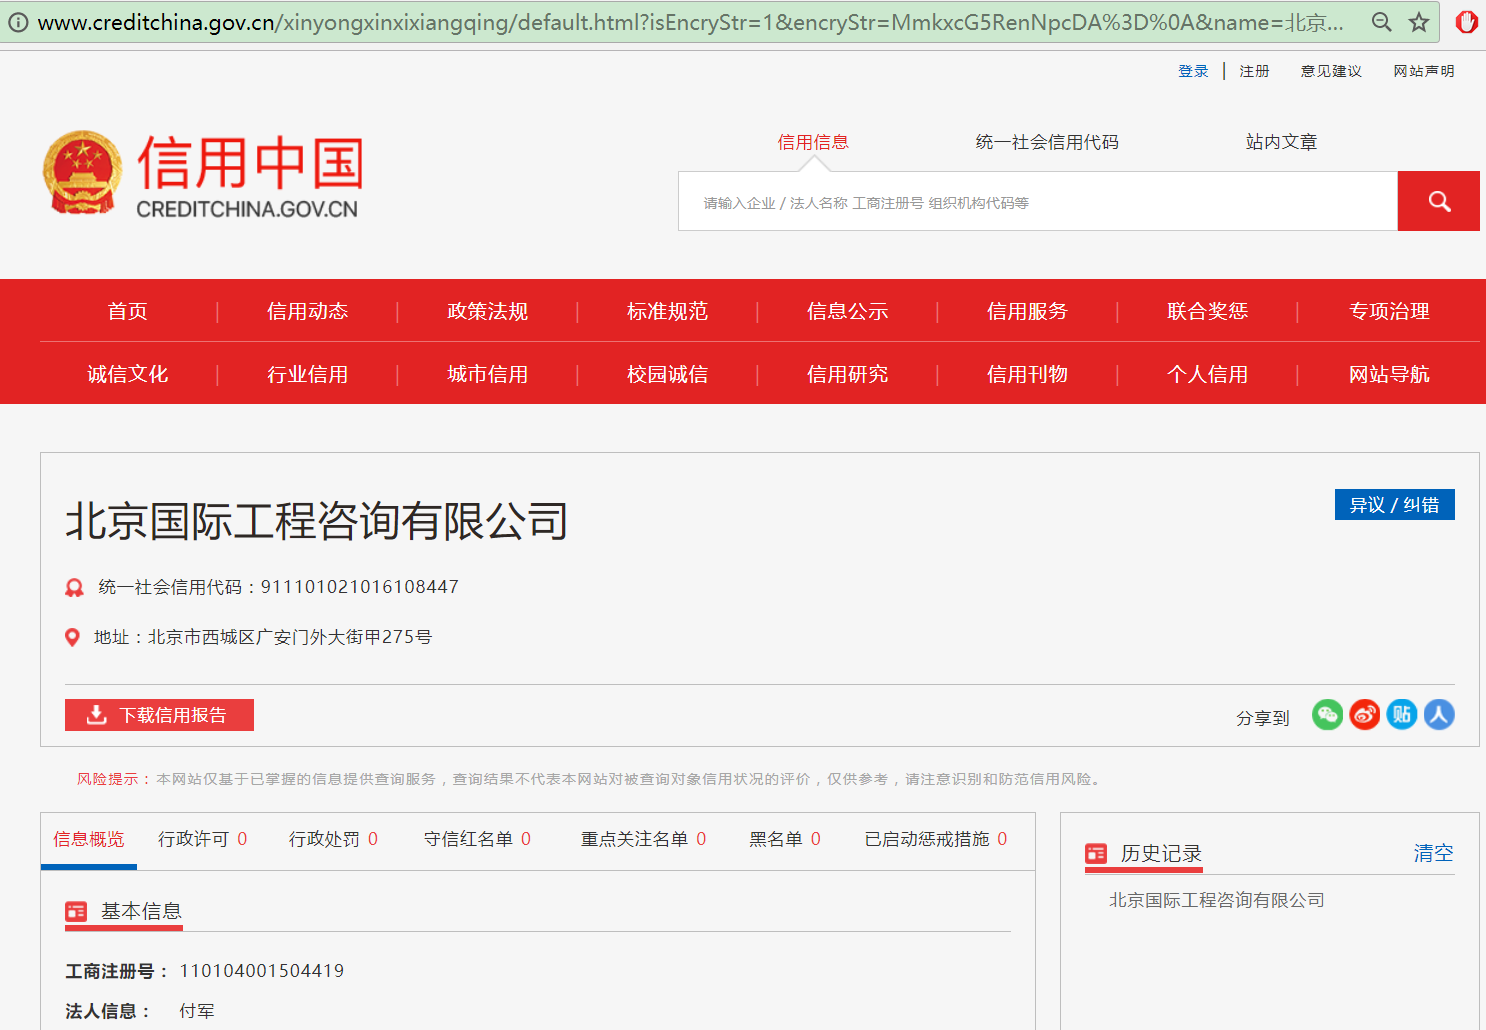 www.creditchina.gov.cn/xinyongxinxixiangqing/default.html?isEncryStr=1&encryStr=MmkxcG5RenNpcDA%3D%0A&name=北京...
登录 | 注册 意见建议 网站声明
信用信息 统一社会信用代码 站内文章
信用中国
CREDITCHINA.GOV.CN
请输入企业 / 法人名称 工商注册号 组织机构代码等
首页 | 信用动态 | 政策法规 | 标准规范 | 信息公示 | 信用服务 | 联合奖惩 | 专项治理
诚信文化 | 行业信用 | 城市信用 | 校园诚信 | 信用研究 | 信用刊物 | 个人信用 | 网站导航
北京国际工程咨询有限公司
异议 / 纠错
统一社会信用代码：911101021016108447
地址：北京市西城区广安门外大街甲275号
下载信用报告
分享到 贴 人
风险提示：本网站仅基于已掌握的信息提供查询服务，查询结果不代表本网站对被查询对象信用状况的评价，仅供参考，请注意识别和防范信用风险。
信息概览 行政许可 0 行政处罚 0 守信红名单 0 重点关注名单 0 黑名单 0 已启动惩戒措施 0
基本信息
工商注册号： 110104001504419
法人信息： 付军
历史记录 清空
北京国际工程咨询有限公司